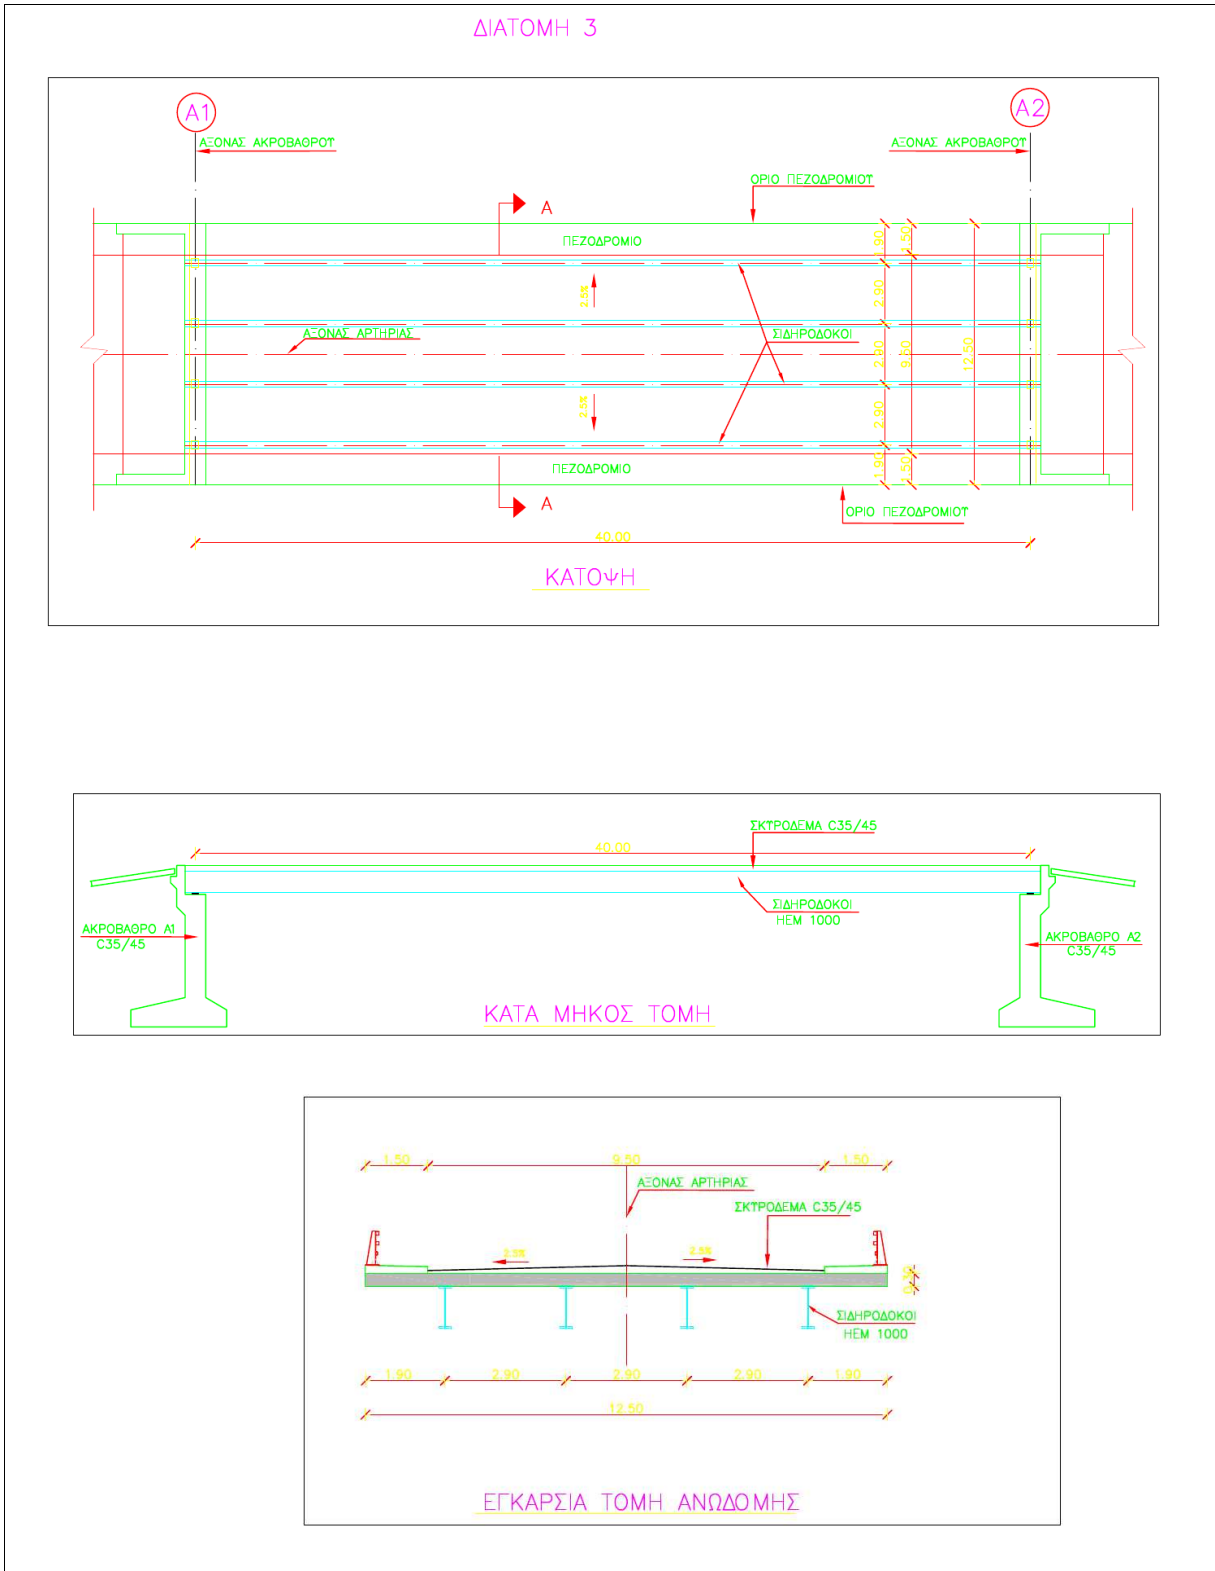 ΔΙΑΤΟΜΗ 3
A1
A2
ΑΞΟΝΑΣ ΑΚΡΟΒΑΘΡΟΥ
ΑΞΟΝΑΣ ΑΚΡΟΒΑΘΡΟΥ
ΟΡΙΟ ΠΕΖΟΔΡΟΜΙΟΥ
A
ΠΕΖΟΔΡΟΜΙΟ
1.90
1.50
2.5%
2.90
ΑΞΟΝΑΣ ΑΡΤΗΡΙΑΣ
ΣΙΔΗΡΟΔΟΚΟΙ
2.90
9.50
12.50
2.5%
2.90
ΠΕΖΟΔΡΟΜΙΟ
1.90
1.50
A
ΟΡΙΟ ΠΕΖΟΔΡΟΜΙΟΥ
40.00
ΚΑΤΟΨΗ
ΣΚΥΡΟΔΕΜΑ C35/45
40.00
ΣΙΔΗΡΟΔΟΚΟΙ
HEM 1000
ΑΚΡΟΒΑΘΡΟ Α1
C35/45
ΑΚΡΟΒΑΘΡΟ Α2
C35/45
ΚΑΤΑ ΜΗΚΟΣ ΤΟΜΗ
1.50
9.50
1.50
ΑΞΟΝΑΣ ΑΡΤΗΡΙΑΣ
ΣΚΥΡΟΔΕΜΑ C35/45
2.5%
2.5%
0.30
ΣΙΔΗΡΟΔΟΚΟΙ
HEM 1000
1.90
2.90
2.90
2.90
1.90
12.50
ΕΓΚΑΡΣΙΑ ΤΟΜΗ ΑΝΩΔΟΜΗΣ